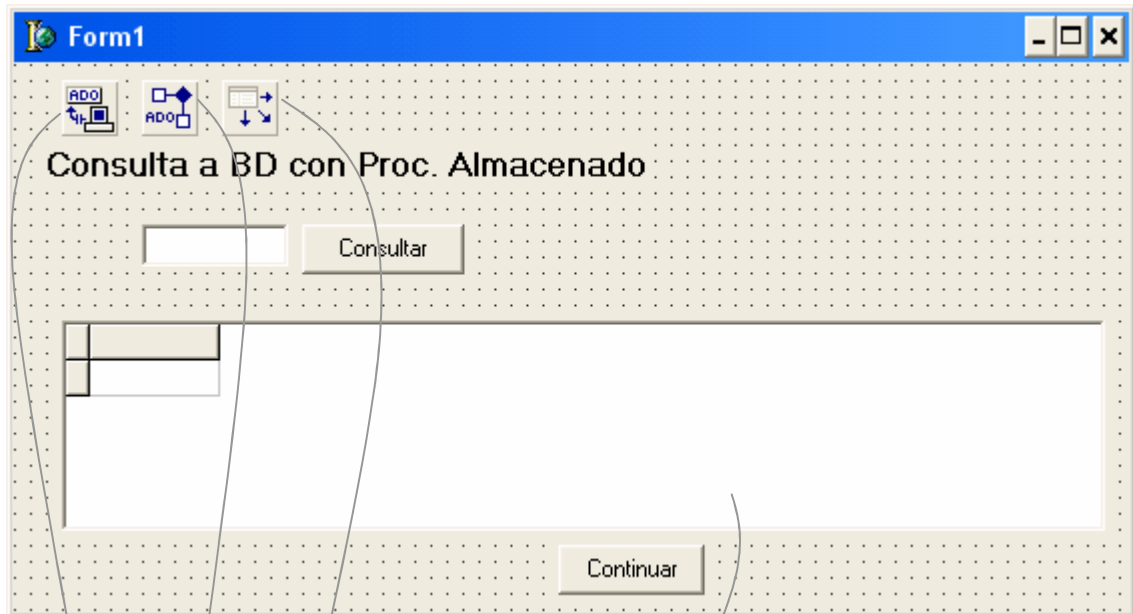 Form1
ADO
ADO
Consulta a BD con Proc. Almacenado
Consultar
Continuar